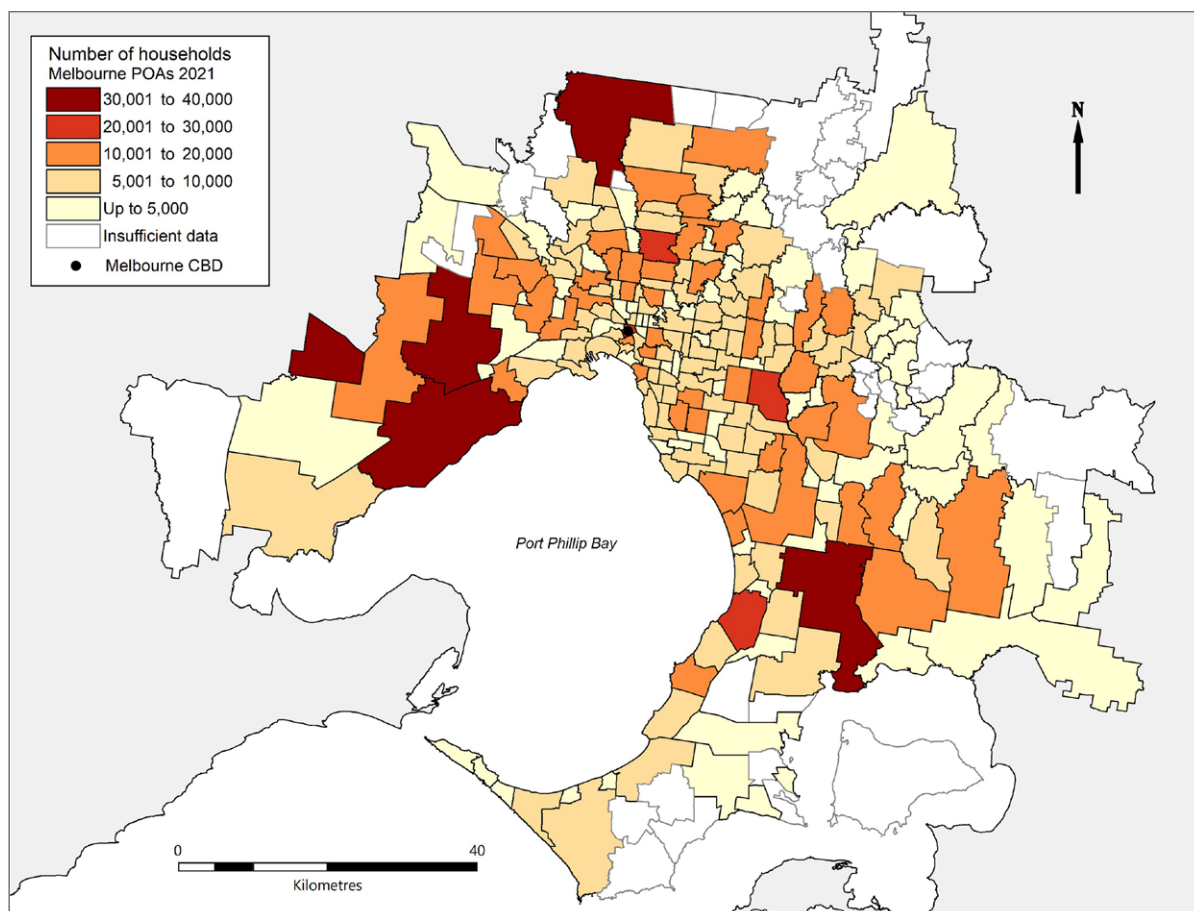 Number of households
Melbourne POAs 2021
30,001 to 40,000
20,001 to 30,000
10,001 to 20,000
5,001 to 10,000
Up to 5,000
Insufficient data
Melbourne CBD
N
Port Phillip Bay
0
40
Kilometres